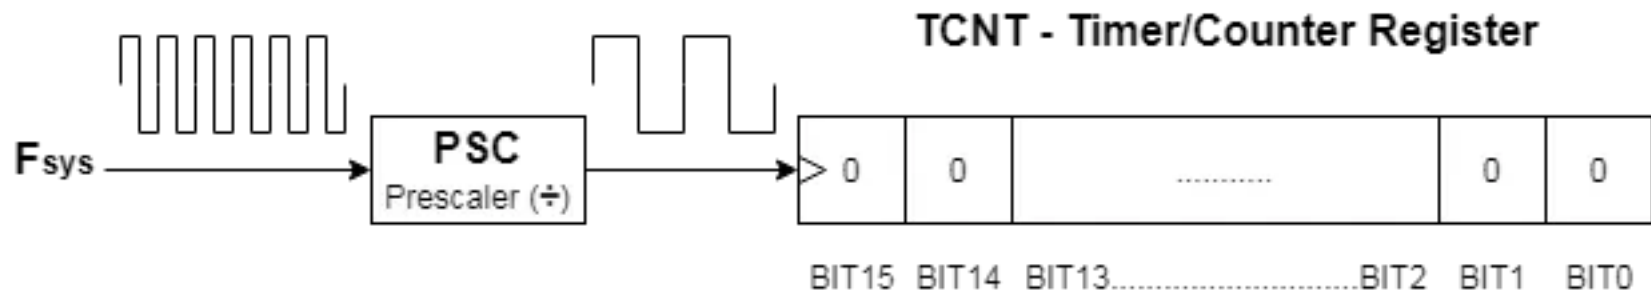 TCNT - Timer/Counter Register
Fsys
PSC
Prescaler (÷)
0 0 ........... 0 0
BIT15 BIT14 BIT13...........................BIT2 BIT1 BIT0